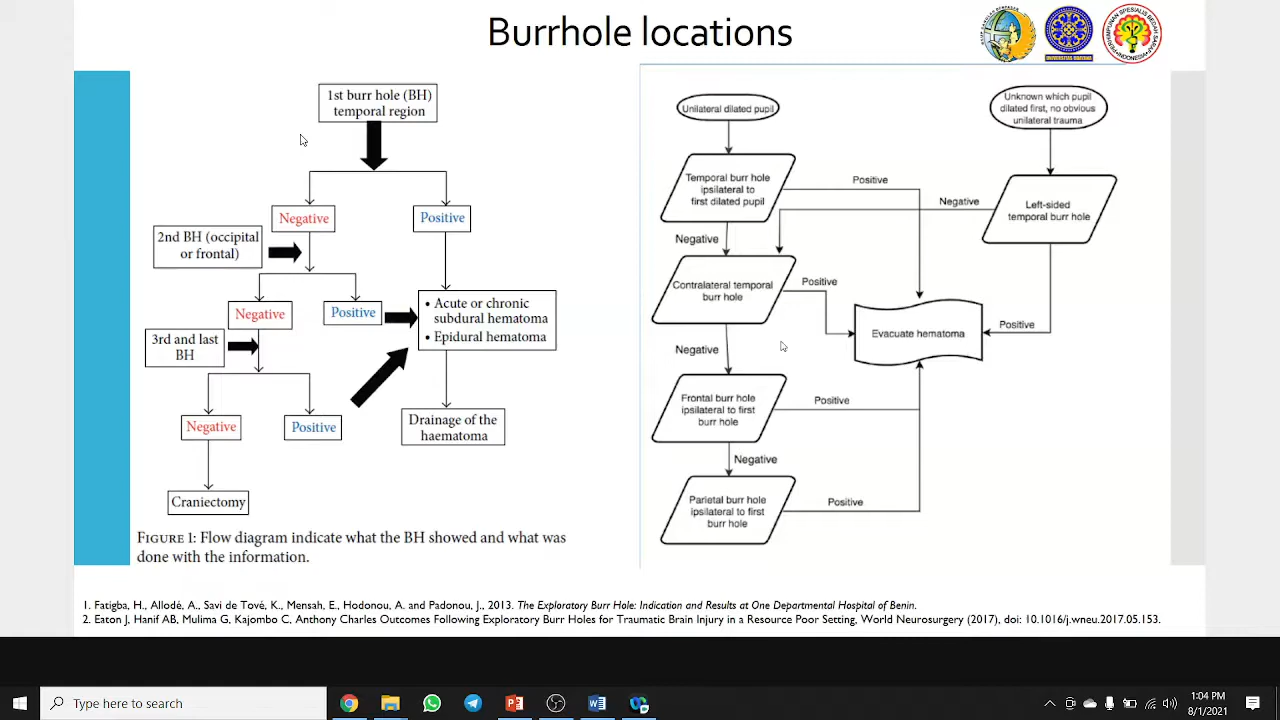 Burrhole locations
1st burr hole (BH)
temporal region
Negative
Positive
2nd BH (occipital
or frontal)
Negative
Positive
• Acute or chronic
subdural hematoma
• Epidural hematoma
3rd and last
BH
Negative
Positive
Drainage of the
haematoma
Craniectomy
FIGURE 1: Flow diagram indicate what the BH showed and what was
done with the information.
Unilateral dilated pupil
Unknown which pupil
dilated first, no obvious
unilateral trauma
Temporal burr hole
ipsilateral to
first dilated pupil
Positive
Negative
Left-sided
temporal burr hole
Negative
Contralateral temporal
burr hole
Positive
Evacuate hematoma
Positive
Negative
Frontal burr hole
ipsilateral to first
burr hole
Positive
Negative
Parietal burr hole
ipsilateral to first
burr hole
Positive
1. Fatigba, H., Allodé, A., Savi de Tové, K., Mensah, E., Hodonou, A. and Padonou, J., 2013. The Exploratory Burr Hole: Indication and Results at One Departmental Hospital of Benin.
2. Eaton J, Hanif AB, Mulima G, Kajombo C, Anthony Charles Outcomes Following Exploratory Burr Holes for Traumatic Brain Injury in a Resource Poor Setting, World Neurosurgery (2017), doi: 10.1016/j.wneu.2017.05.153.
Type here to search
1:04 PM
8/1/2021